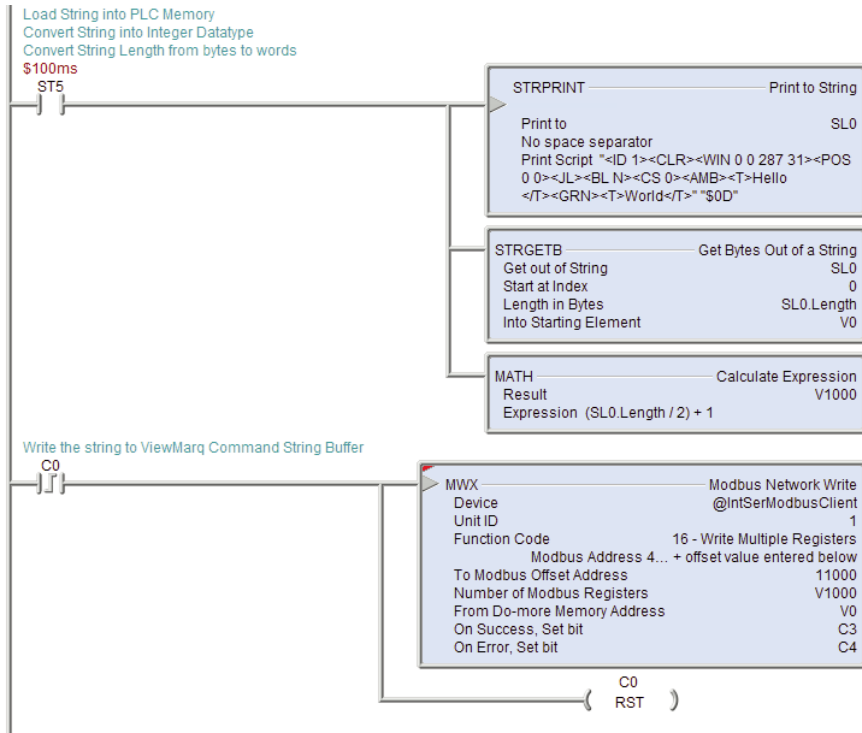 Load String into PLC Memory
Convert String into Integer Datatype
Convert String Length from bytes to words
$100ms
ST5
STRPRINT Print to String
Print to SL0
No space separator
Print Script "<ID 1><CLR><WIN 0 0 287 31><POS
0 0><JL><BL N><CS 0><AMB><T>Hello
</T><GRN><T>World</T>" "$0D"
STRGETB Get Bytes Out of a String
Get out of String SL0
Start at Index 0
Length in Bytes SL0.Length
Into Starting Element V0
MATH Calculate Expression
Result V1000
Expression (SL0.Length / 2) + 1
Write the string to ViewMarq Command String Buffer
C0
MWX Modbus Network Write
Device @IntSerModbusClient
Unit ID 1
Function Code 16 - Write Multiple Registers
Modbus Address 4... + offset value entered below
To Modbus Offset Address 11000
Number of Modbus Registers V1000
From Do-more Memory Address V0
On Success, Set bit C3
On Error, Set bit C4
C0
RST